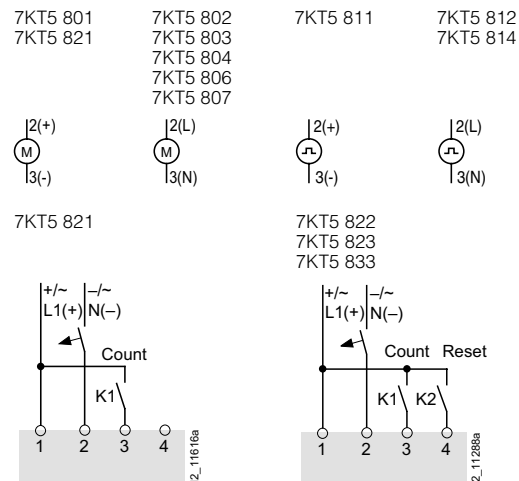 7KT5 801
7KT5 821
7KT5 802
7KT5 803
7KT5 804
7KT5 806
7KT5 807
7KT5 811
7KT5 812
7KT5 814
2(+)
M
3(-)
2(L)
M
3(N)
2(+)
3(-)
2(L)
3(N)
7KT5 821
+/~ –/~
L1(+) N(–)
Count
K1
1 2 3 4
2_11616a
7KT5 822
7KT5 823
7KT5 833
+/~ –/~
L1(+) N(–)
Count Reset
K1 K2
1 2 3 4
2_11288a